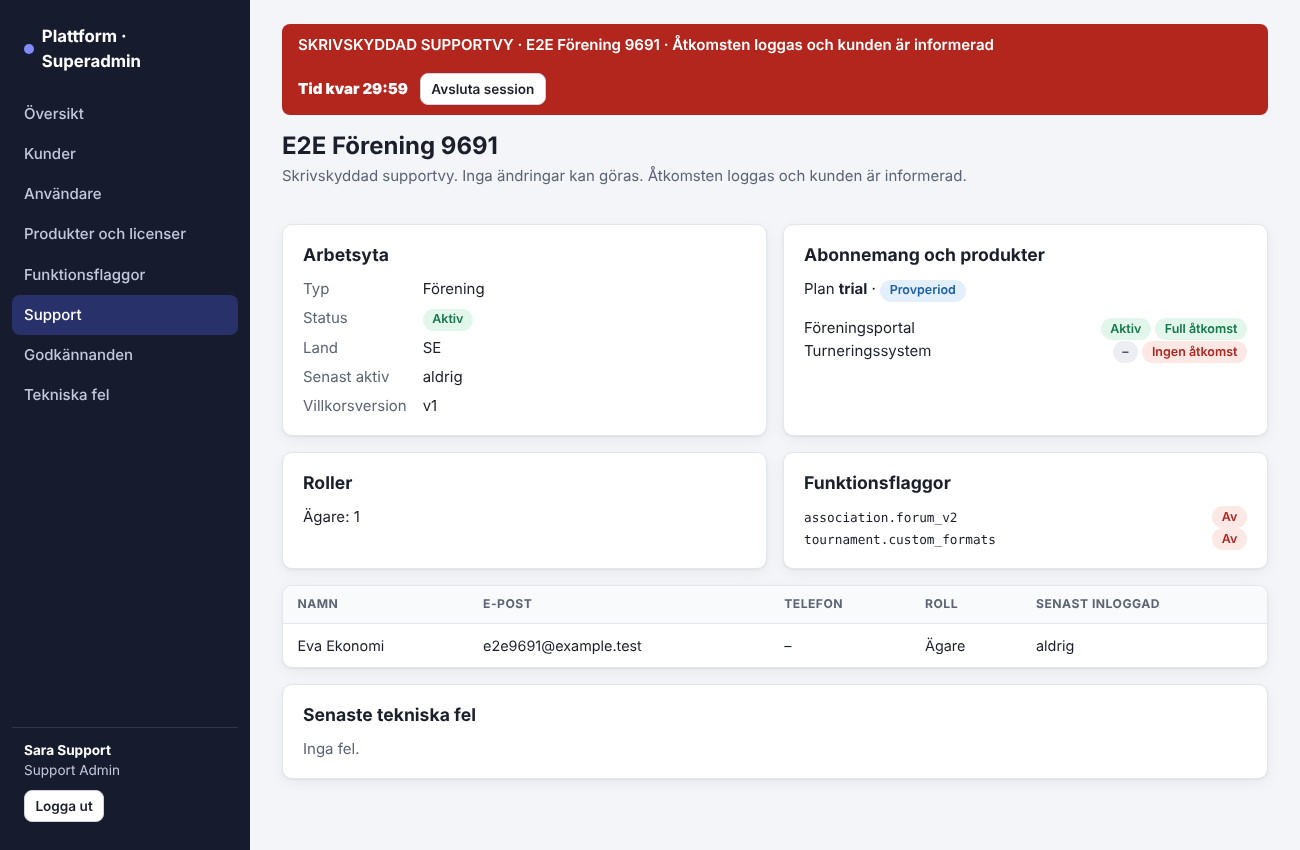 Plattform ·
Superadmin
Översikt
Kunder
Användare
Produkter och licenser
Funktionsflaggor
Support
Godkännanden
Tekniska fel
Sara Support
Support Admin
Logga ut
SKRIVSKYDDAD SUPPORTVY · E2E Förening 9691 · Åtkomsten loggas och kunden är informerad
Tid kvar 29:59 Avsluta session
E2E Förening 9691
Skrivskyddad supportvy. Inga ändringar kan göras. Åtkomsten loggas och kunden är informerad.
Arbetsyta
Typ Förening
Status Aktiv
Land SE
Senast aktiv aldrig
Villkorsversion v1
Abonnemang och produkter
Plan trial · Provperiod
Föreningsportal Aktiv Full åtkomst
Turneringssystem – Ingen åtkomst
Roller
Ägare: 1
Funktionsflaggor
association.forum_v2 Av
tournament.custom_formats Av
NAMN E-POST TELEFON ROLL SENAST INLOGGAD
Eva Ekonomi e2e9691@example.test – Ägare aldrig
Senaste tekniska fel
Inga fel.